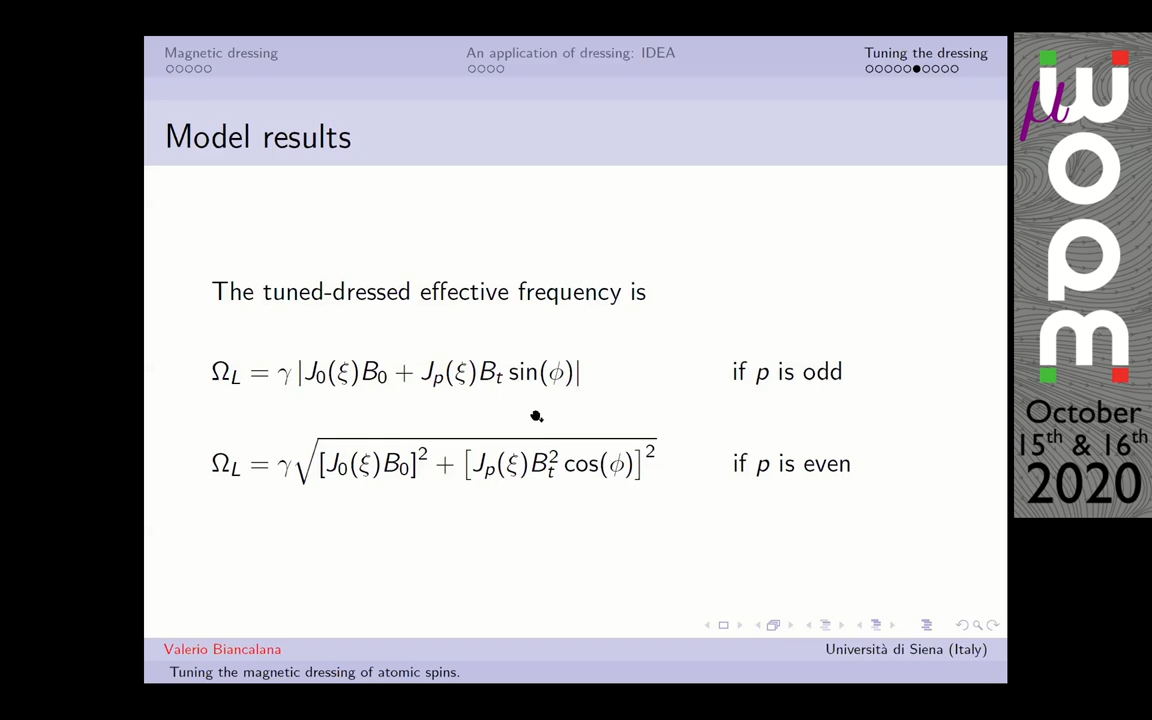 Magnetic dressing
An application of dressing: IDEA
Tuning the dressing
Model results
The tuned-dressed effective frequency is
Ω_L = γ |J_0(ξ)B_0 + J_p(ξ)B_t sin(ϕ)| if p is odd
Ω_L = γ√([J_0(ξ)B_0]^2 + [J_p(ξ)B_t^2 cos(ϕ)]^2) if p is even
Valerio Biancalana
Università di Siena (Italy)
Tuning the magnetic dressing of atomic spins.
μwopm
October
15th & 16th
2020